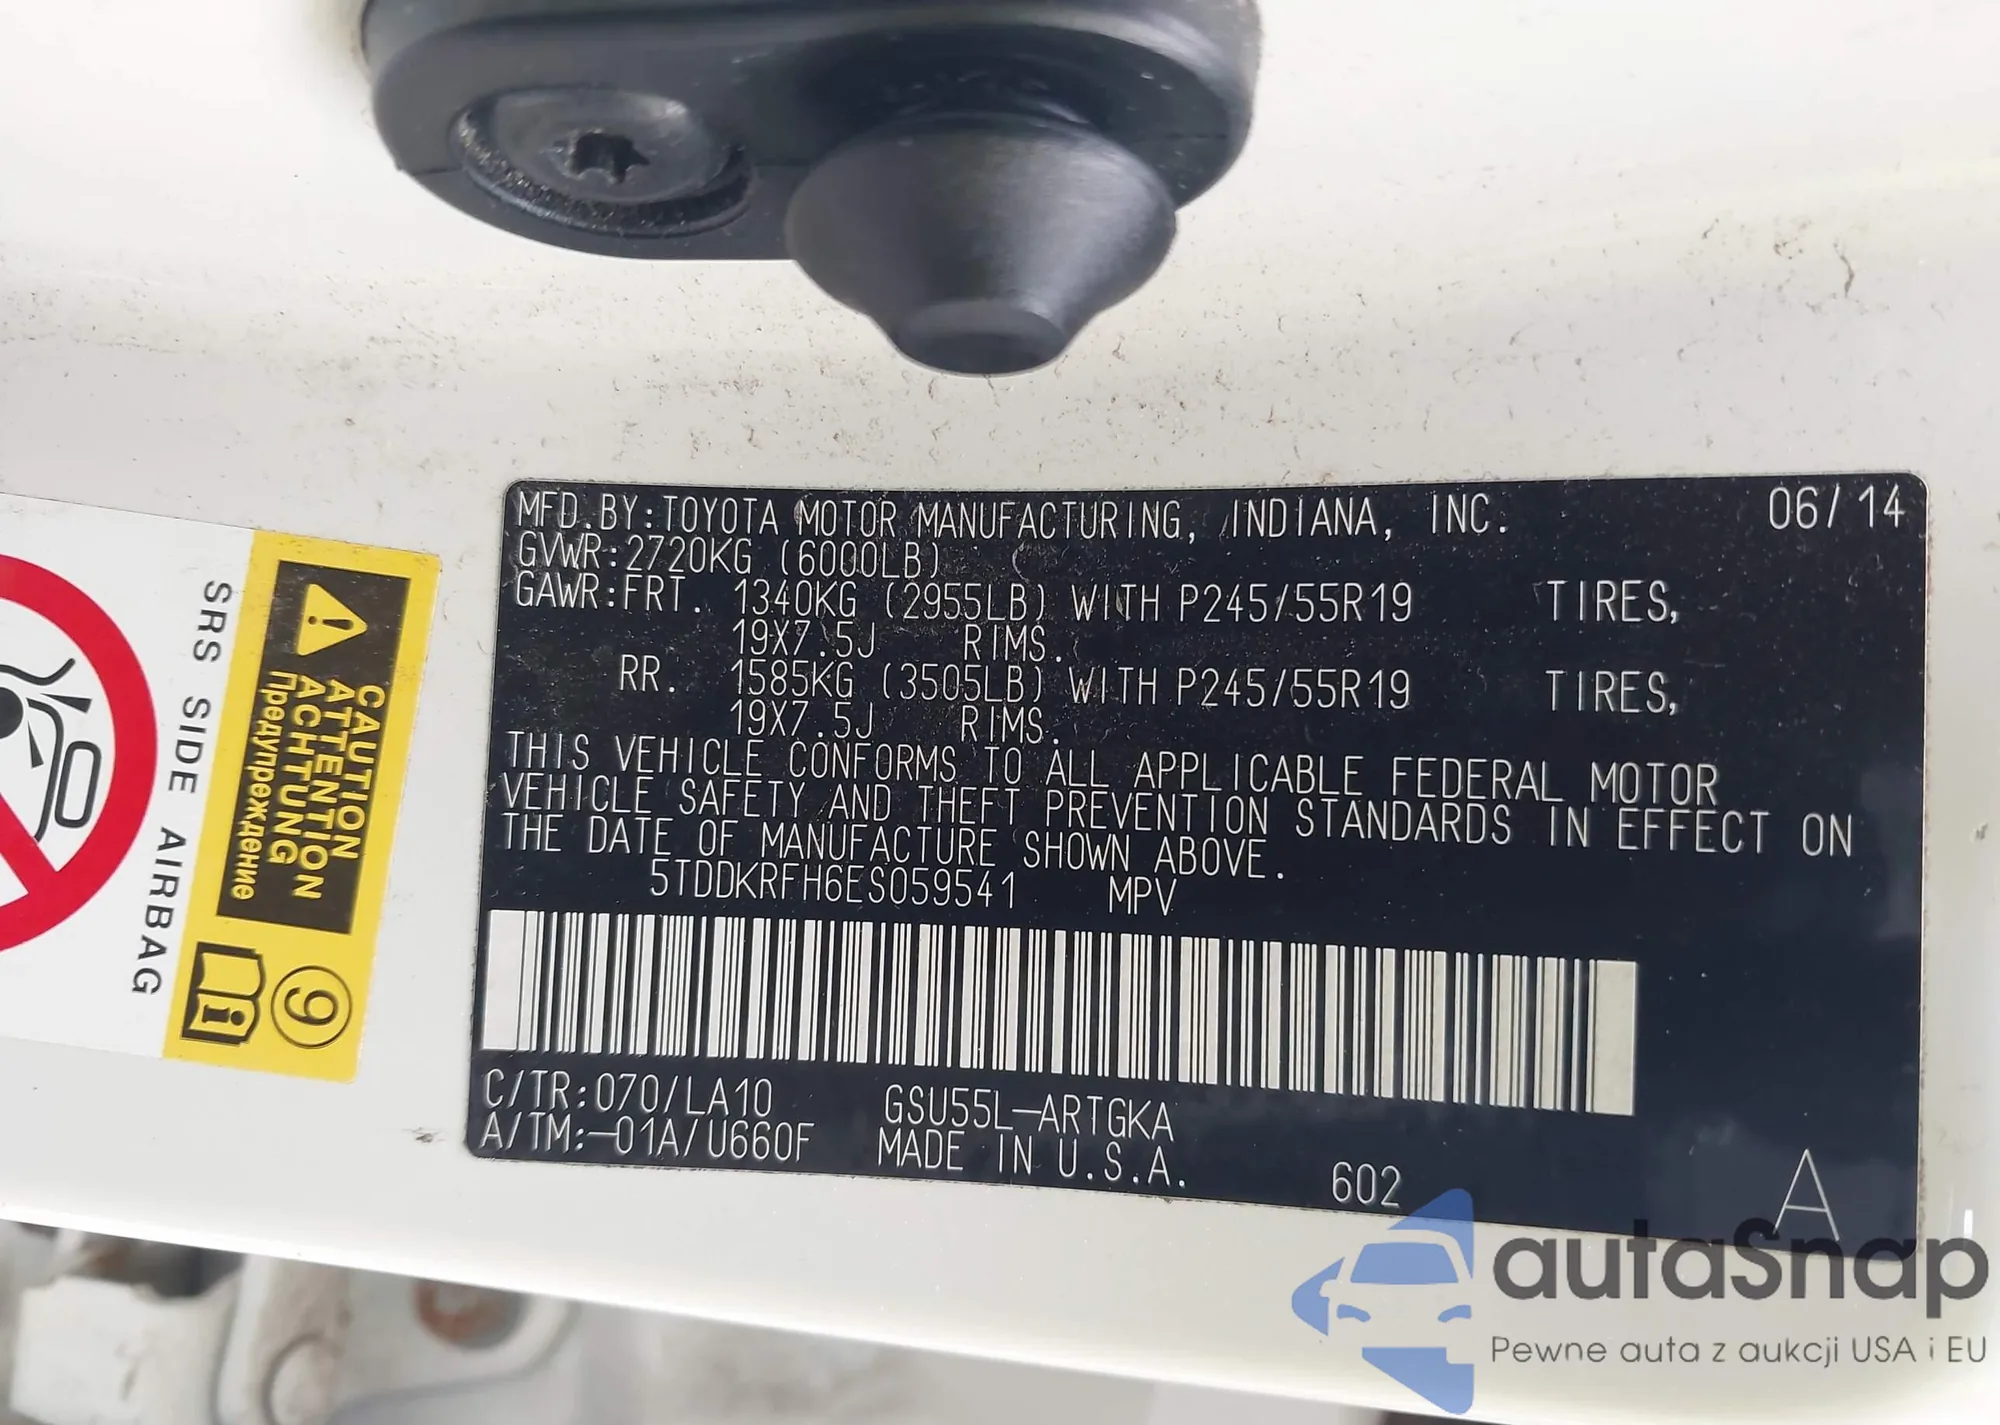 MFD.BY:TOYOTA MOTOR MANUFACTURING, INDIANA, INC. 06/14
GVWR:2720KG (6000LB)
GAWR:FRT. 1340KG (2955LB) WITH P245/55R19 TIRES,
19X7.5J RIMS.
RR. 1585KG (3505LB) WITH P245/55R19 TIRES,
19X7.5J RIMS.
THIS VEHICLE CONFORMS TO ALL APPLICABLE FEDERAL MOTOR
VEHICLE SAFETY AND THEFT PREVENTION STANDARDS IN EFFECT ON
THE DATE OF MANUFACTURE SHOWN ABOVE.
5TDDKRFH6ES059541 MPV
C/TR:070/LA10 GSU55L-ARTGKA
A/TM:-01A/U660F MADE IN U.S.A. 602 A
CAUTION
ATTENTION
ACHTUNG
Предупреждение
9
i
SRS SIDE AIRBAG
autaSnap
Pewne auta z aukcji USA i EU